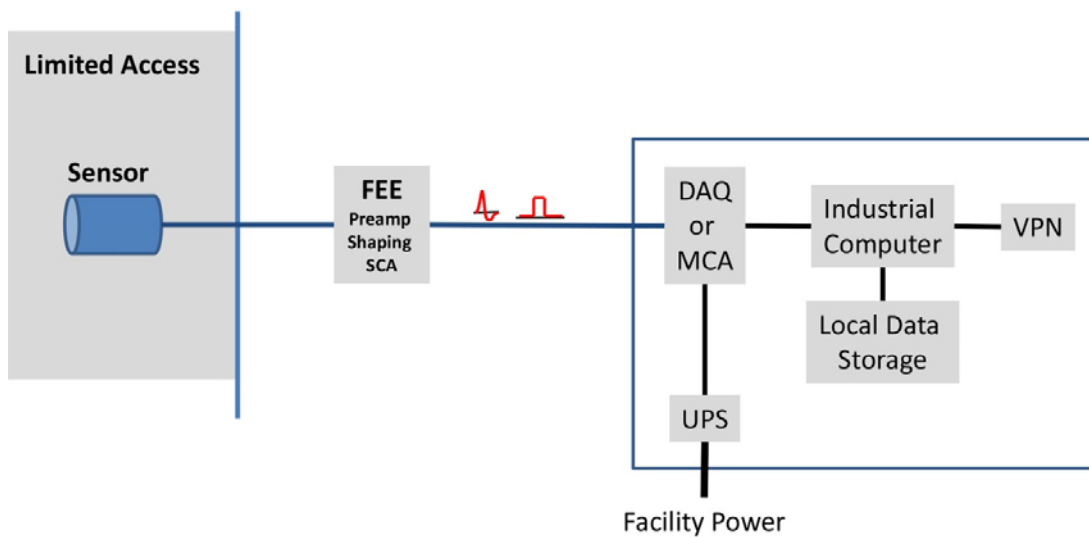 Limited Access
Sensor
FEE
Preamp
Shaping
SCA
DAQ
or
MCA
Industrial
Computer
VPN
Local Data
Storage
UPS
Facility Power